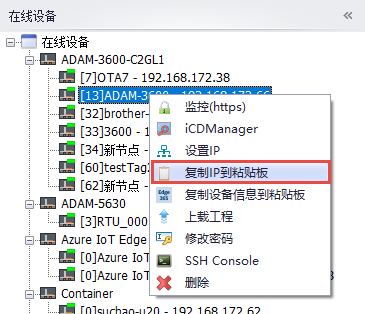 在线设备
在线设备
ADAM-3600-C2GL1
[7]OTA7 - 192.168.172.38
[13]ADAM-3600 - 192.168.172.66
[32]brother-
[33]3600 - 1
[34]新节点 -
[60]testTag2
[62]新节点 -
ADAM-5630
[3]RTU_000
Azure IoT Edge
[0]Azure IoT
[0]Azure IoT 3
Container
[0]suchao-u20 - 192.168.172.62
监控(https)
iCDManager
设置IP
复制IP到粘贴板
Edge 365 复制设备信息到粘贴板
上载工程
修改密码
SSH Console
删除